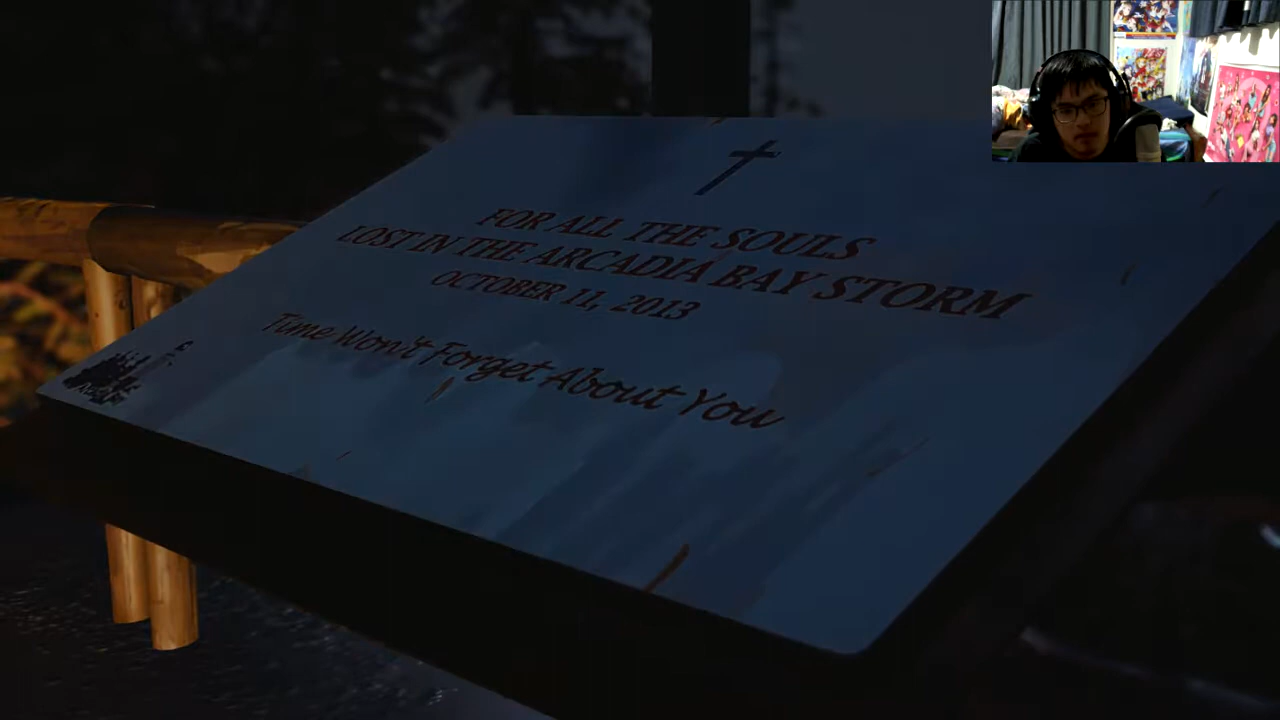 FOR ALL THE SOULS
LOST IN THE ARCADIA BAY STORM
OCTOBER 11, 2013
Time Won't Forget About You